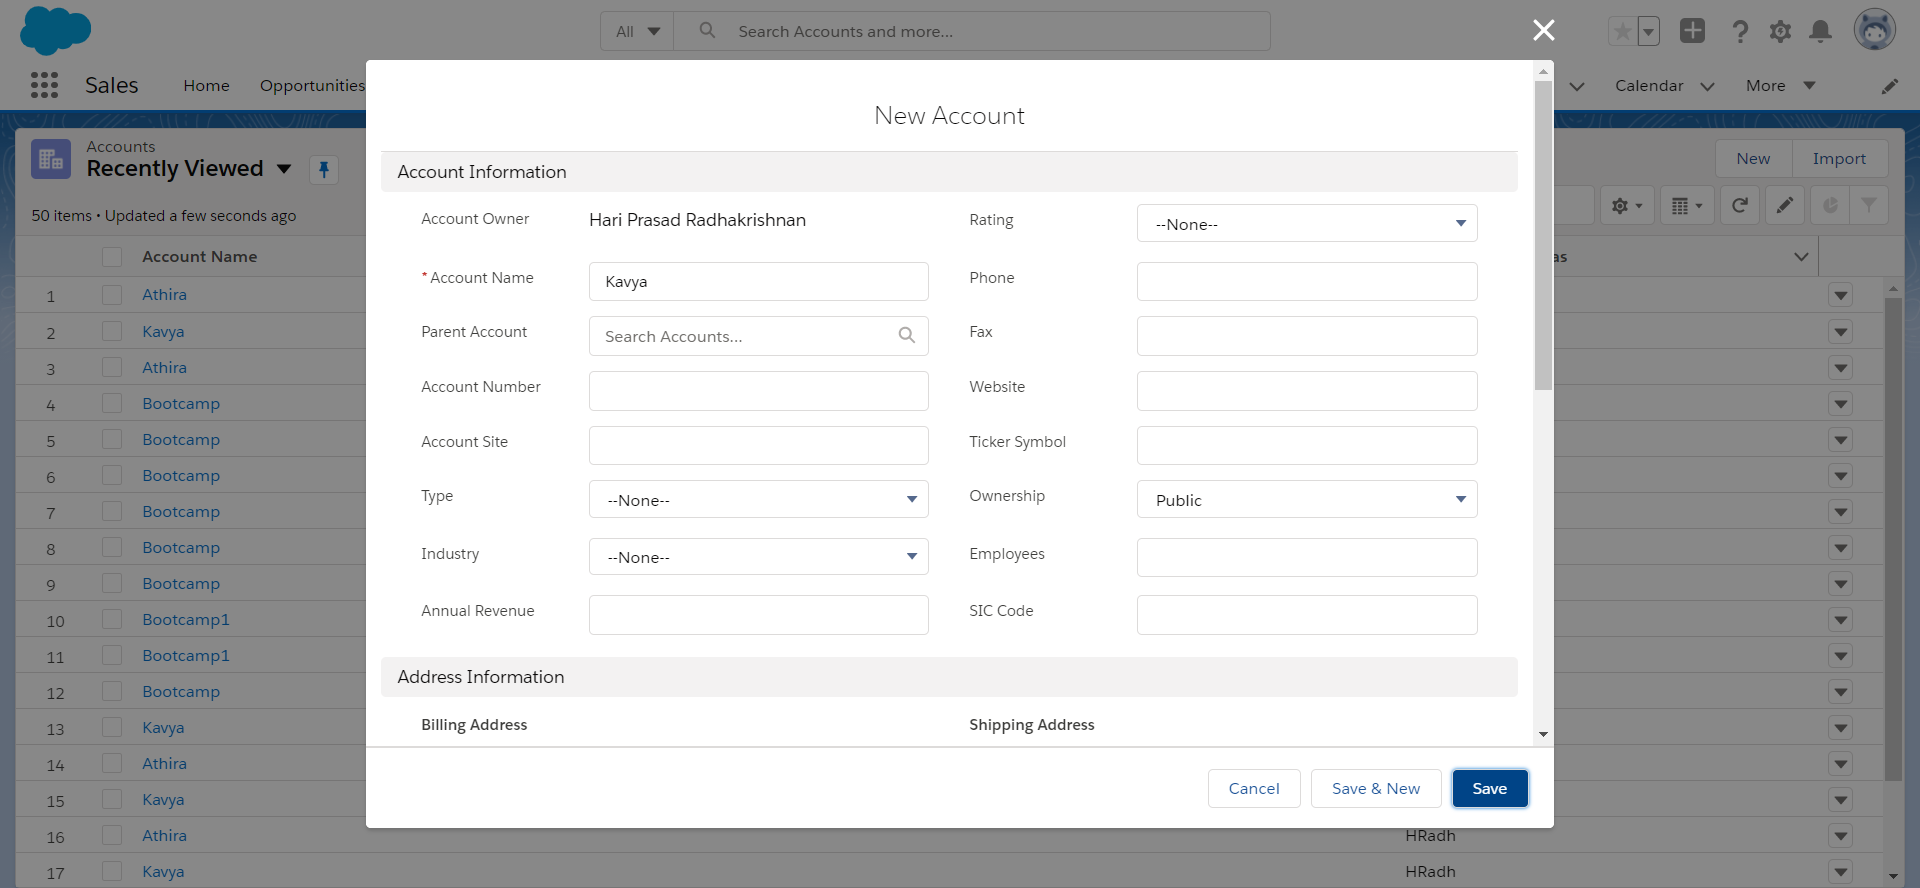 All
Search Accounts and more...
Sales
Home
Opportunities
Calendar
More
Accounts
Recently Viewed
50 items • Updated a few seconds ago
New
Import
Account Name
as
1 Athira
2 Kavya
3 Athira
4 Bootcamp
5 Bootcamp
6 Bootcamp
7 Bootcamp
8 Bootcamp
9 Bootcamp
10 Bootcamp1
11 Bootcamp1
12 Bootcamp
13 Kavya
14 Athira
15 Kavya
16 Athira HRadh
17 Kavya HRadh
New Account
Account Information
Account Owner Hari Prasad Radhakrishnan
Rating --None--
*Account Name Kavya
Phone
Parent Account Search Accounts...
Fax
Account Number
Website
Account Site
Ticker Symbol
Type --None--
Ownership Public
Industry --None--
Employees
Annual Revenue
SIC Code
Address Information
Billing Address
Shipping Address
Cancel
Save & New
Save